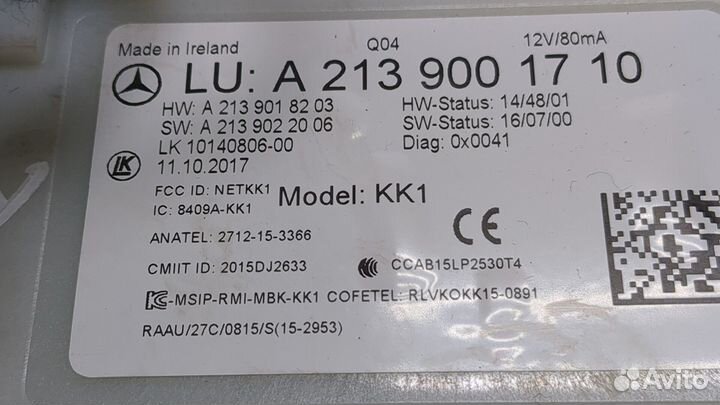 Made in Ireland Q04 12V/80mA
LU: A 213 900 17 10
HW: A 213 901 82 03 HW-Status: 14/48/01
SW: A 213 902 20 06 SW-Status: 16/07/00
LK 10140806-00 Diag: 0x0041
LK 11.10.2017
FCC ID: NETKK1 Model: KK1
IC: 8409A-KK1
ANATEL: 2712-15-3366 CE
CMIIT ID: 2015DJ2633 CCAB15LP2530T4
-MSIP-RMI-MBK-KK1 COFETEL: RLVKOKK15-0891
RAAU/27C/0815/S(15-2953)
Avito